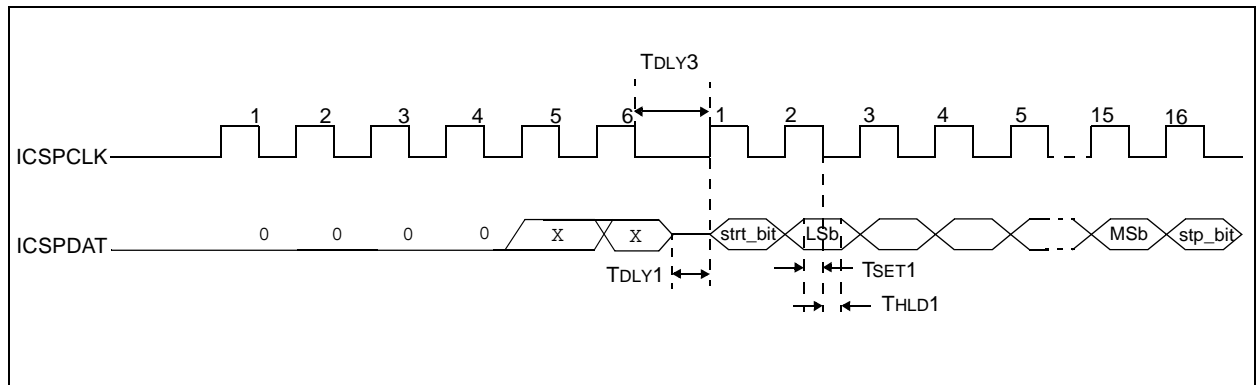 TDLY3
1 2 3 4 5 6 1 2 3 4 5 15 16
ICSPCLK
ICSPDAT 0 0 0 0 X X strt_bit LSb MSb stp_bit
TDLY1 TSET1
THLD1